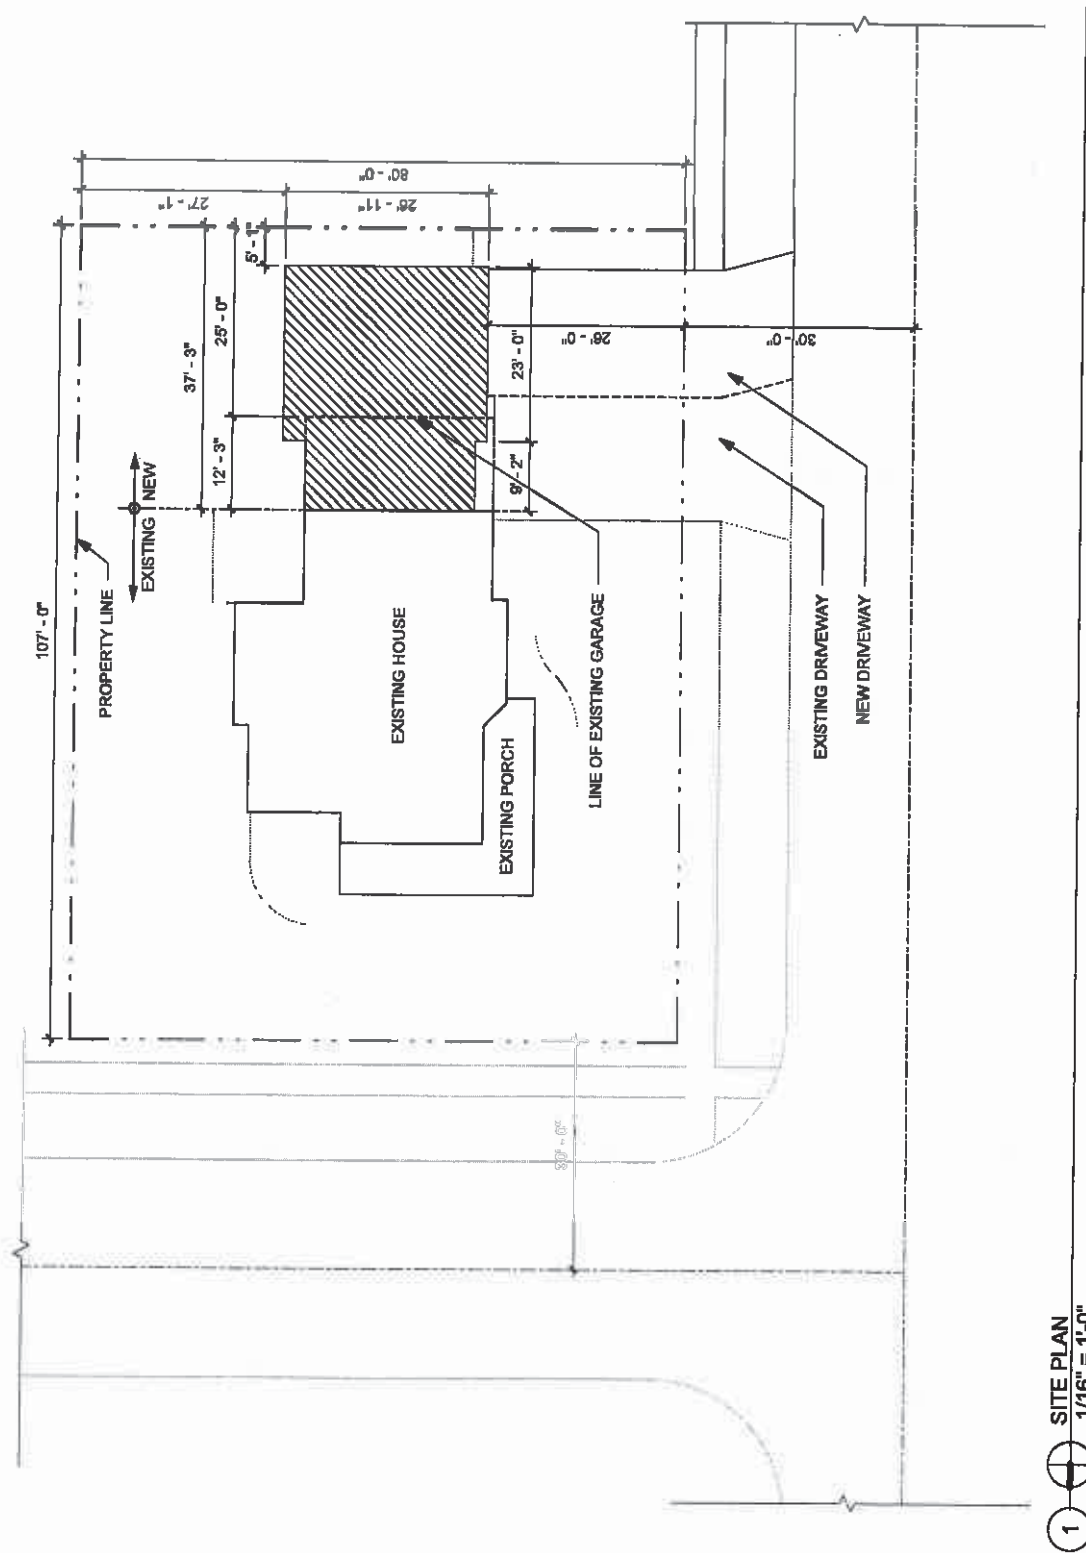 107' - 0"
PROPERTY LINE
EXISTING NEW
37' - 3"
12' - 3" 25' - 0"
27' - 1"
5' - 1"
26' - 11"
80' - 0"
EXISTING HOUSE
EXISTING PORCH
9' - 2" 23' - 0"
30' - 0"
26' - 0"
LINE OF EXISTING GARAGE
30' - 0"
EXISTING DRIVEWAY
NEW DRIVEWAY
1 SITE PLAN
1/16" = 1'-0"